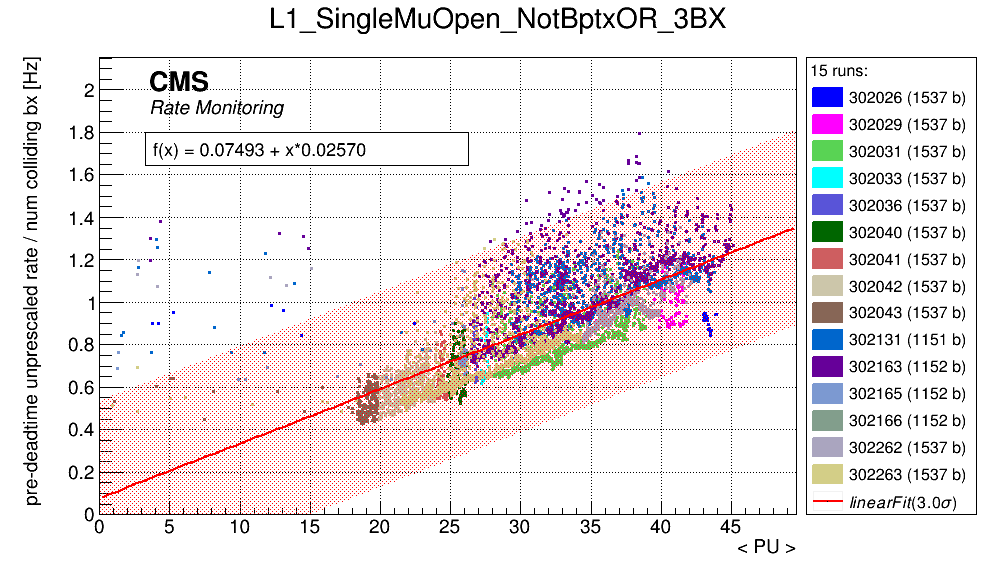 L1_SingleMuOpen_NotBptxOR_3BX
pre-deadtime unprescaled rate / num colliding bx [Hz]
CMS
Rate Monitoring
f(x) = 0.07493 + x*0.02570
2
1.8
1.6
1.4
1.2
1
0.8
0.6
0.4
0.2
0
0 5 10 15 20 25 30 35 40 45
< PU >
15 runs:
302026 (1537 b)
302029 (1537 b)
302031 (1537 b)
302033 (1537 b)
302036 (1537 b)
302040 (1537 b)
302041 (1537 b)
302042 (1537 b)
302043 (1537 b)
302131 (1151 b)
302163 (1152 b)
302165 (1152 b)
302166 (1152 b)
302262 (1537 b)
302263 (1537 b)
linearFit(3.0σ)